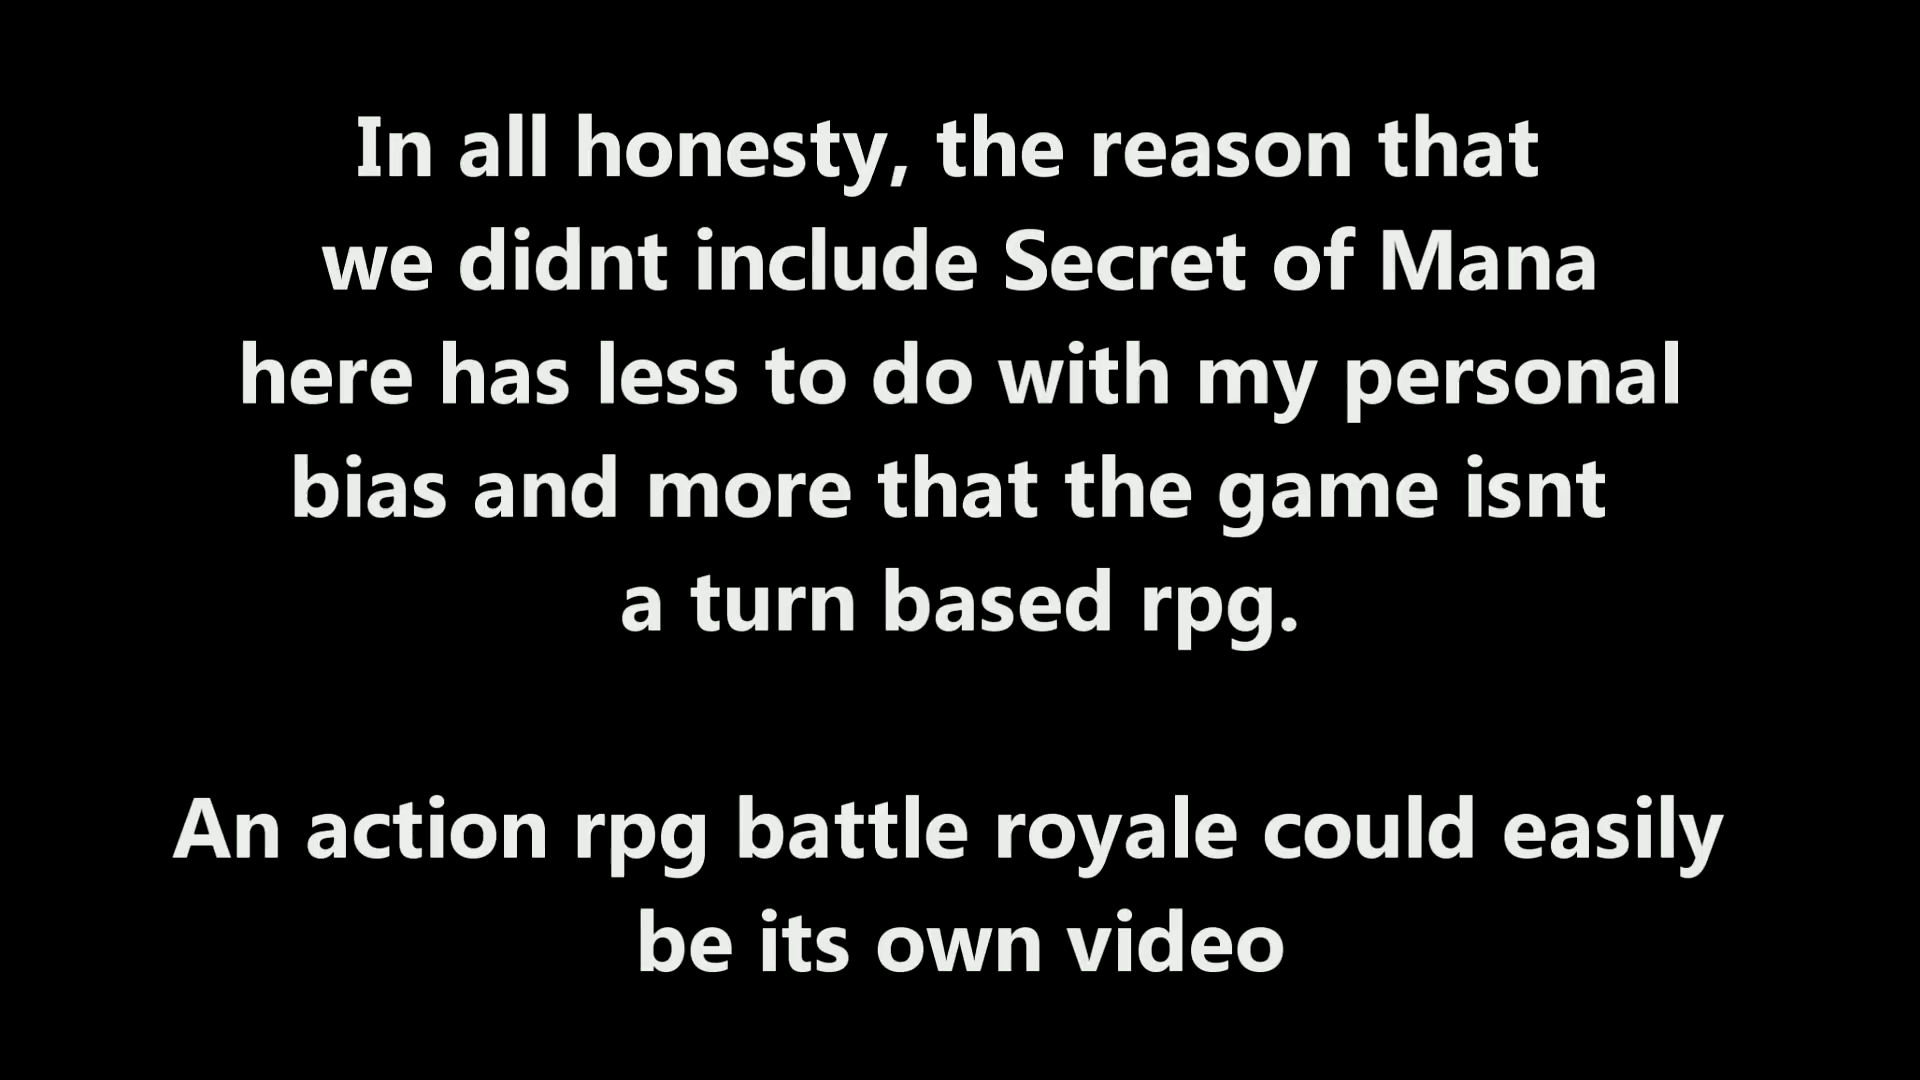 In all honesty, the reason that
we didnt include Secret of Mana
here has less to do with my personal
bias and more that the game isnt
a turn based rpg.
An action rpg battle royale could easily
be its own video